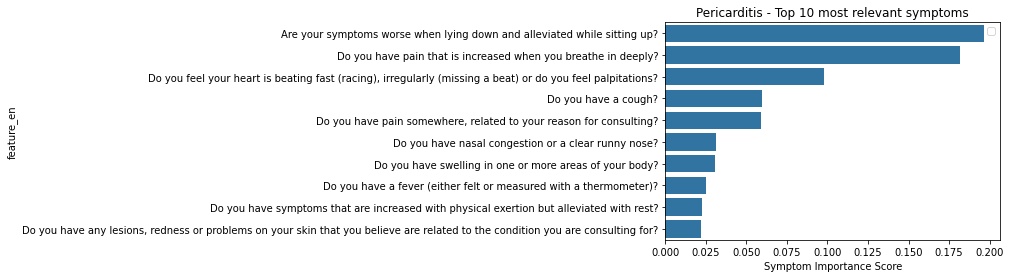 Pericarditis - Top 10 most relevant symptoms
Are your symptoms worse when lying down and alleviated while sitting up?
Do you have pain that is increased when you breathe in deeply?
Do you feel your heart is beating fast (racing), irregularly (missing a beat) or do you feel palpitations?
Do you have a cough?
Do you have pain somewhere, related to your reason for consulting?
Do you have nasal congestion or a clear runny nose?
Do you have swelling in one or more areas of your body?
Do you have a fever (either felt or measured with a thermometer)?
Do you have symptoms that are increased with physical exertion but alleviated with rest?
Do you have any lesions, redness or problems on your skin that you believe are related to the condition you are consulting for?
feature_en
0.000 0.025 0.050 0.075 0.100 0.125 0.150 0.175 0.200
Symptom Importance Score